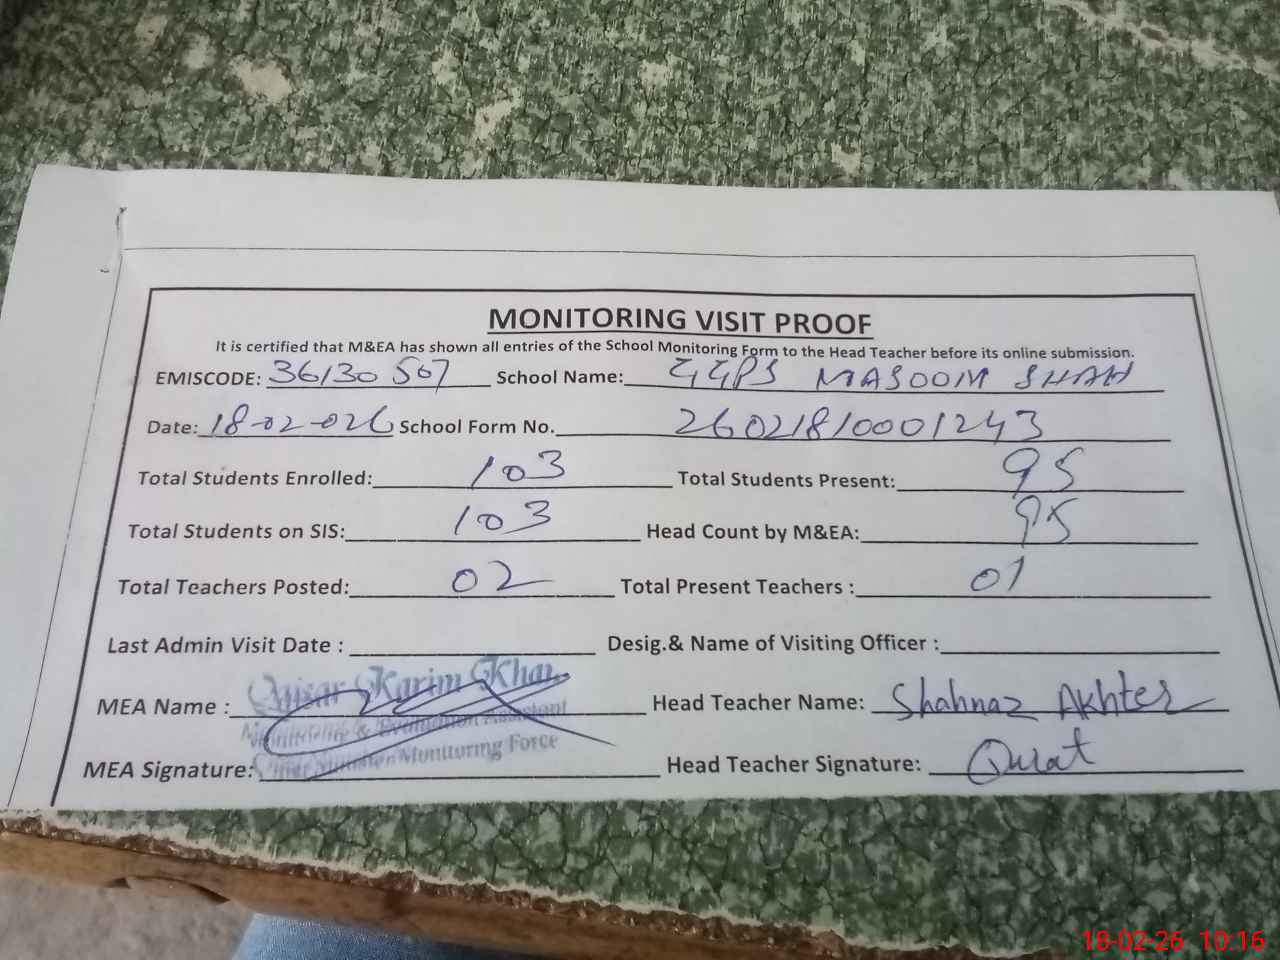 MONITORING VISIT PROOF
It is certified that M&EA has shown all entries of the School Monitoring Form to the Head Teacher before its online submission.
EMISCODE: 36130507 School Name: GGPS MASOOM SHAH
Date: 18-02-026 School Form No. 26021810001243
Total Students Enrolled: 103 Total Students Present: 95
Total Students on SIS: 103 Head Count by M&EA: 95
Total Teachers Posted: 02 Total Present Teachers : 01
Last Admin Visit Date : Desig.& Name of Visiting Officer :
MEA Name : Qaisar Karim Khan Head Teacher Name: Shahnaz Akhter
Monitoring & Evaluation Assistant
MEA Signature: Chief Minister Monitoring Force Head Teacher Signature: Qurat
18-02-26 10:16